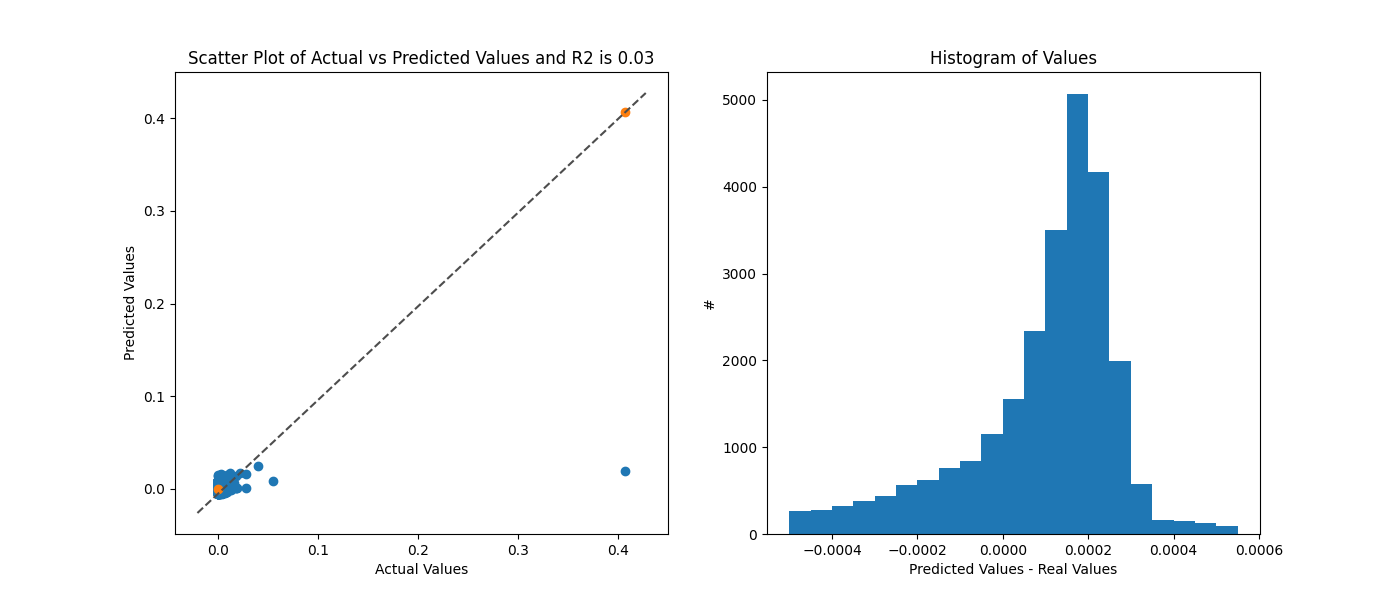 Scatter Plot of Actual vs Predicted Values and R2 is 0.03
Predicted Values
0.4
0.3
0.2
0.1
0.0
0.0 0.1 0.2 0.3 0.4
Actual Values
Histogram of Values
#
5000
4000
3000
2000
1000
0
−0.0004 −0.0002 0.0000 0.0002 0.0004 0.0006
Predicted Values - Real Values